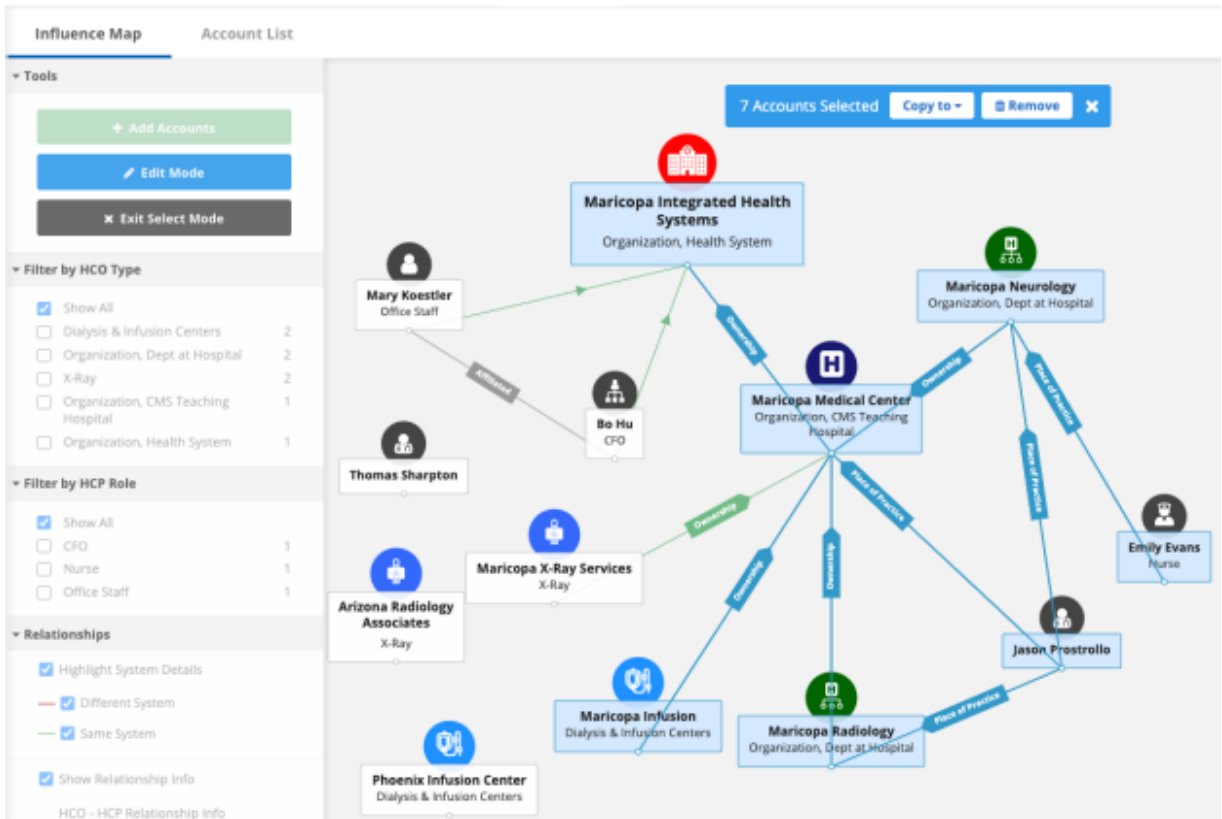 Influence Map
Account List
Tools
+ Add Accounts
Edit Mode
Exit Select Mode
Filter by HCO Type
Show All
Dialysis & Infusion Centers 2
Organization, Dept at Hospital 2
X-Ray 2
Organization, CMS Teaching 1
Hospital
Organization, Health System 1
Filter by HCP Role
Show All
CFO 1
Nurse 1
Office Staff 1
Relationships
Highlight System Details
Different System
Same System
Show Relationship Info
HCO - HCP Relationship Info
7 Accounts Selected
Copy to
Remove
Maricopa Integrated Health
Systems
Organization, Health System
Mary Koestler
Office Staff
Maricopa Neurology
Organization, Dept at Hospital
Ownership
Ownership
Place of Practice
Affiliated
H
Maricopa Medical Center
Organization, CMS Teaching
Hospital
Bo Hu
CFO
Thomas Sharpton
Place of Practice
Place of Practice
Ownership
Maricopa X-Ray Services
X-Ray
Emily Evans
Nurse
Ownership
Ownership
Arizona Radiology
Associates
X-Ray
Jason Prostrollo
Maricopa Infusion
Dialysis & Infusion Centers
Place of Practice
Maricopa Radiology
Organization, Dept at Hospital
Phoenix Infusion Center
Dialysis & Infusion Centers